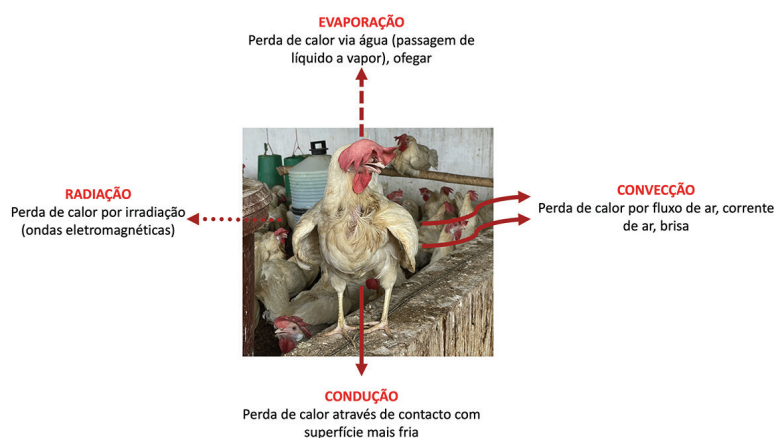 EVAPORAÇÃO
Perda de calor via água (passagem de
líquido a vapor), ofegar
RADIAÇÃO
Perda de calor por irradiação
(ondas eletromagnéticas)
CONVECÇÃO
Perda de calor por fluxo de ar, corrente
de ar, brisa
CONDUÇÃO
Perda de calor através de contacto com
superfície mais fria